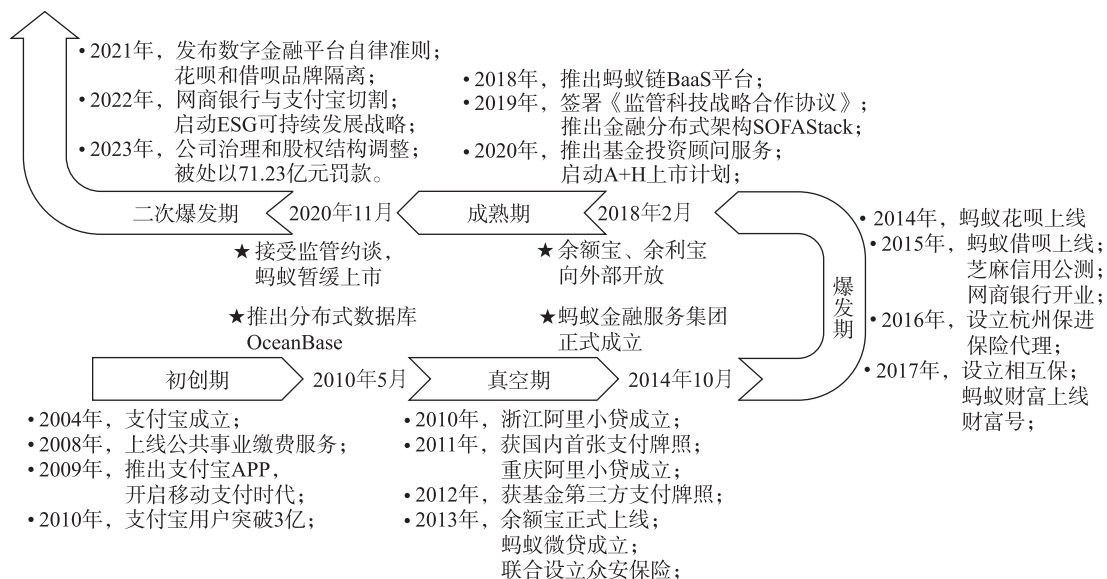 •2021年，发布数字金融平台自律准则；
花呗和借呗品牌隔离；
•2022年，网商银行与支付宝切割；
启动ESG可持续发展战略；
•2023年，公司治理和股权结构调整；
被处以71.23亿元罚款。
•2018年，推出蚂蚁链BaaS平台；
•2019年，签署《监管科技战略合作协议》；
推出金融分布式架构SOFAStack；
•2020年，推出基金投资顾问服务；
启动A+H上市计划；
二次爆发期
2020年11月
成熟期
2018年2月
★接受监管约谈，
蚂蚁暂缓上市
★余额宝、余利宝
向外部开放
爆发期
•2014年，蚂蚁花呗上线
•2015年，蚂蚁借呗上线；
芝麻信用公测；
网商银行开业；
•2016年，设立杭州保进
保险代理；
•2017年，设立相互保；
蚂蚁财富上线
财富号；
★推出分布式数据库
OceanBase
★蚂蚁金融服务集团
正式成立
初创期
2010年5月
真空期
2014年10月
•2004年，支付宝成立；
•2008年，上线公共事业缴费服务；
•2009年，推出支付宝APP，
开启移动支付时代；
•2010年，支付宝用户突破3亿；
•2010年，浙江阿里小贷成立；
•2011年，获国内首张支付牌照；
重庆阿里小贷成立；
•2012年，获基金第三方支付牌照；
•2013年，余额宝正式上线；
蚂蚁微贷成立；
联合设立众安保险；